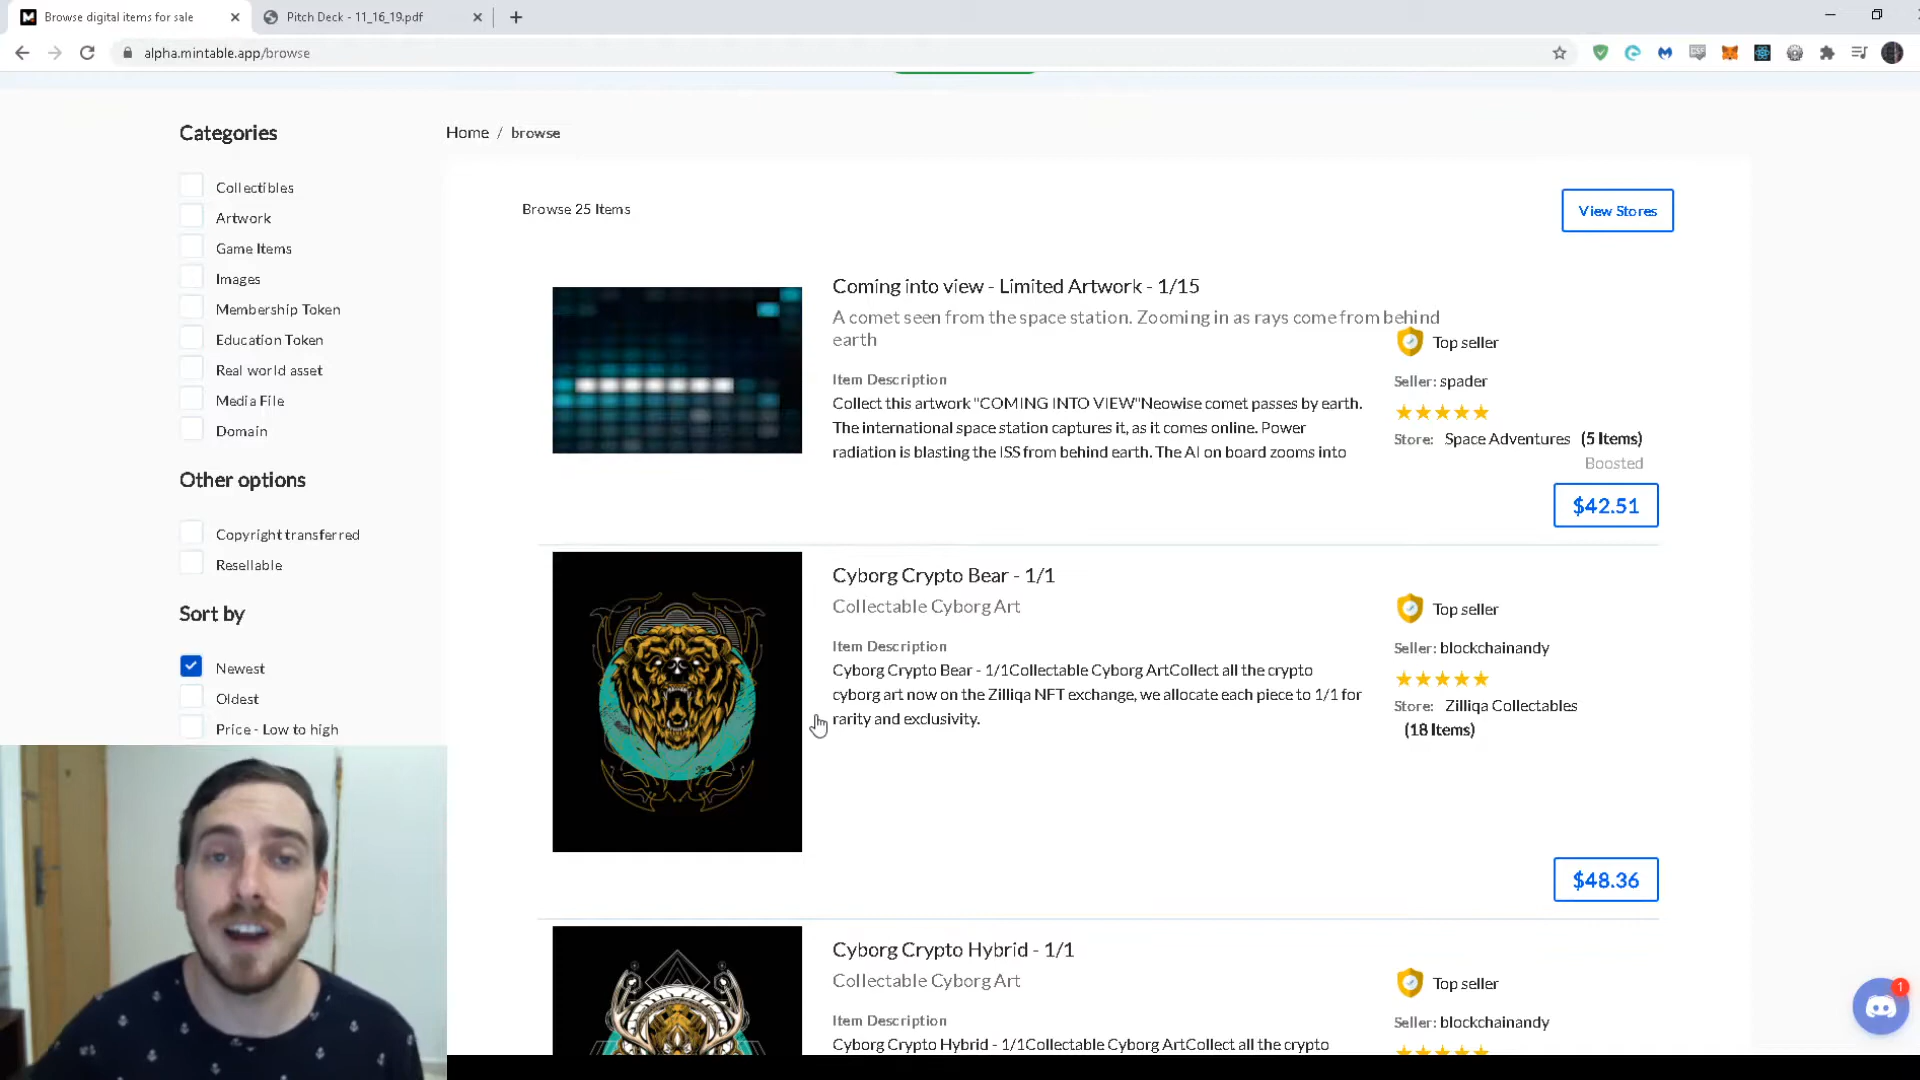 Browse digital items for sale
Pitch Deck - 11_16_19.pdf
alpha.mintable.app/browse
Categories
Collectibles
Artwork
Game Items
Images
Membership Token
Education Token
Real world asset
Media File
Domain
Other options
Copyright transferred
Resellable
Sort by
Newest
Oldest
Price - Low to high
Home / browse
Browse 25 Items
View Stores
Coming into view - Limited Artwork - 1/15
A comet seen from the space station. Zooming in as rays come from behind
earth
Item Description
Collect this artwork "COMING INTO VIEW"Neowise comet passes by earth.
The international space station captures it, as it comes online. Power
radiation is blasting the ISS from behind earth. The AI on board zooms into
Top seller
Seller: spader
Store: Space Adventures (5 Items)
Boosted
$42.51
Cyborg Crypto Bear - 1/1
Collectable Cyborg Art
Item Description
Cyborg Crypto Bear - 1/1Collectable Cyborg ArtCollect all the crypto
cyborg art now on the Zilliqa NFT exchange, we allocate each piece to 1/1 for
rarity and exclusivity.
Top seller
Seller: blockchainandy
Store: Zilliqa Collectables
(18 Items)
$48.36
Cyborg Crypto Hybrid - 1/1
Collectable Cyborg Art
Item Description
Cyborg Crypto Hybrid - 1/1Collectable Cyborg ArtCollect all the crypto
Top seller
Seller: blockchainandy
1